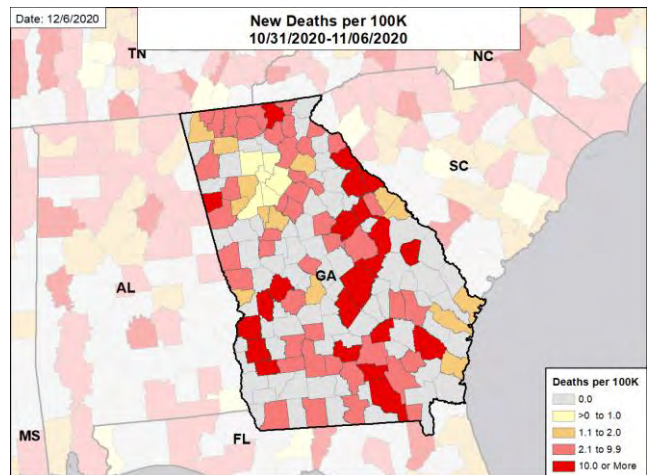 Date: 12/6/2020
New Deaths per 100K
10/31/2020-11/06/2020
TN
NC
SC
GA
AL
MS
FL
Deaths per 100K
0.0
>0 to 1.0
1.1 to 2.0
2.1 to 9.9
10.0 or More